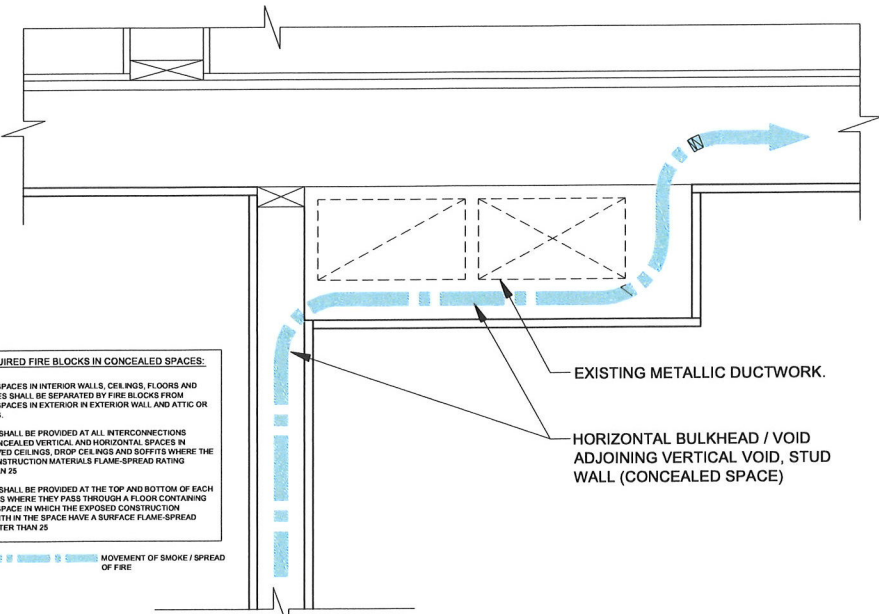 EXISTING METALLIC DUCTWORK.
HORIZONTAL BULKHEAD / VOID
ADJOINING VERTICAL VOID, STUD
WALL (CONCEALED SPACE)
UIRED FIRE BLOCKS IN CONCEALED SPACES:
SPACES IN INTERIOR WALLS, CEILINGS, FLOORS AND
ES SHALL BE SEPARATED BY FIRE BLOCKS FROM
SPACES IN EXTERIOR IN EXTERIOR WALL AND ATTIC OR
S.
SHALL BE PROVIDED AT ALL INTERCONNECTIONS
NCEALED VERTICAL AND HORIZONTAL SPACES IN
VED CEILINGS, DROP CEILINGS AND SOFFITS WHERE THE
NSTRUCTION MATERIALS FLAME-SPREAD RATING
AN 25
SHALL BE PROVIDED AT THE TOP AND BOTTOM OF EACH
S WHERE THEY PASS THROUGH A FLOOR CONTAINING
SPACE IN WHICH THE EXPOSED CONSTRUCTION
TH IN THE SPACE HAVE A SURFACE FLAME-SPREAD
TER THAN 25
MOVEMENT OF SMOKE / SPREAD
OF FIRE